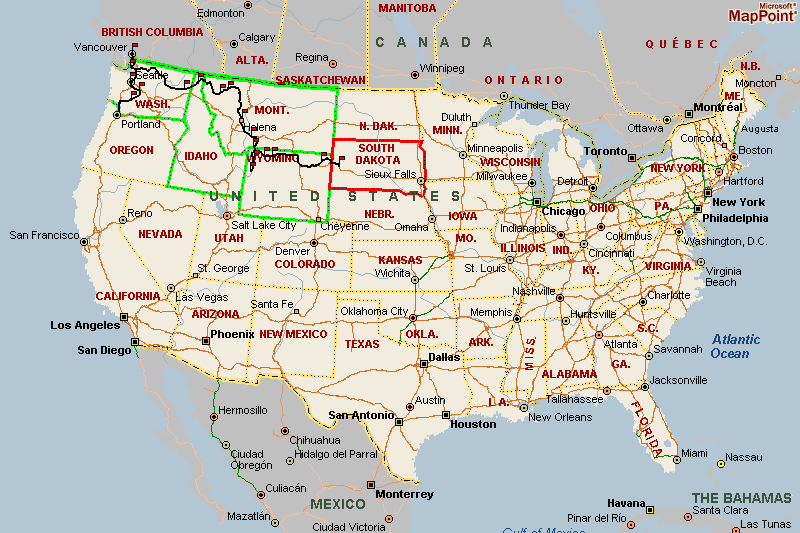 Microsoft®
MapPoint®
MANITOBA
Edmonton
BRITISH COLUMBIA
Calgary
CANADA
QUÉBEC
Vancouver
ALTA.
Regina
Winnipeg
N.B.
Moncton
SASKATCHEWAN
ONTARIO
Seattle
ME.
WASH.
MONT.
Thunder Bay
Montréal
Portland
N. DAK.
Duluth
MINN.
Ottawa
Augusta
Helena
Concord
OREGON
IDAHO
WYOMING
SOUTH
DAKOTA
Minneapolis
WISCONSIN
Toronto
Boston
Sioux Falls
Milwaukee
Detroit
NEW YORK
Hartford
UNITED STATES
New York
Reno
Salt Lake City
Cheyenne
NEBR.
Omaha
IOWA
Chicago
OHIO
PA.
Philadelphia
San Francisco
NEVADA
UTAH
Denver
MO.
ILLINOIS
Indianapolis
IND.
Columbus
Washington, D.C.
St. George
COLORADO
KANSAS
Wichita
St. Louis
Cincinnati
KY.
VIRGINIA
Virginia
Beach
CALIFORNIA
Las Vegas
Santa Fe
Nashville
Charlotte
Los Angeles
ARIZONA
Phoenix
NEW MEXICO
Oklahoma City
OKLA.
Memphis
Huntsville
S.C.
San Diego
TEXAS
ARK.
MISS.
Atlanta
GA.
Savannah
Atlantic
Ocean
Dallas
ALABAMA
Jacksonville
Hermosillo
Austin
LA.
Tallahassee
San Antonio
Houston
New Orleans
FLORIDA
Chihuahua
Ciudad
Obregón
Hidalgo del Parral
Miami
Nassau
Culiacán
Monterrey
MEXICO
Havana
THE BAHAMAS
Mazatlán
Ciudad Victoria
Pinar del Río
Santa Clara
Las Tunas
Gulf of Mexico